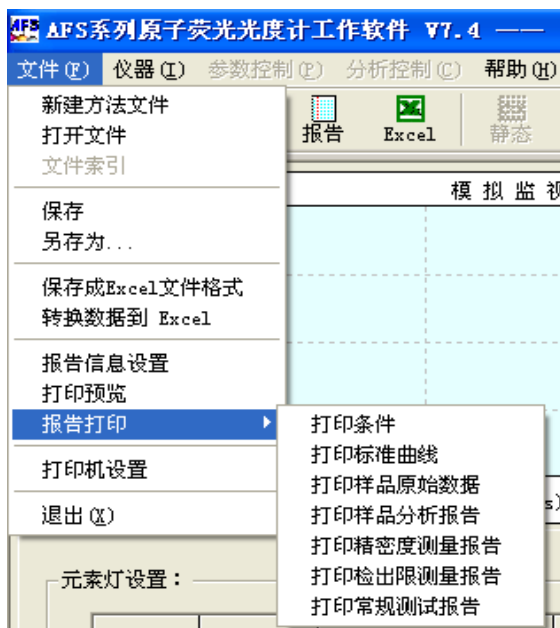 AFS系列原子荧光光度计工作软件 V7.4 ——
文件(F) 仪器(I) 参数控制(P) 分析控制(C) 帮助(H)
新建方法文件
打开文件
文件索引
保存
另存为...
保存成Excel文件格式
转换数据到 Excel
报告信息设置
打印预览
报告打印
打印机设置
退出(X)
报告 Excel 静态
模 拟 监 视
打印条件
打印标准曲线
打印样品原始数据
打印样品分析报告
打印精密度测量报告
打印检出限测量报告
打印常规测试报告
s)
元素灯设置：